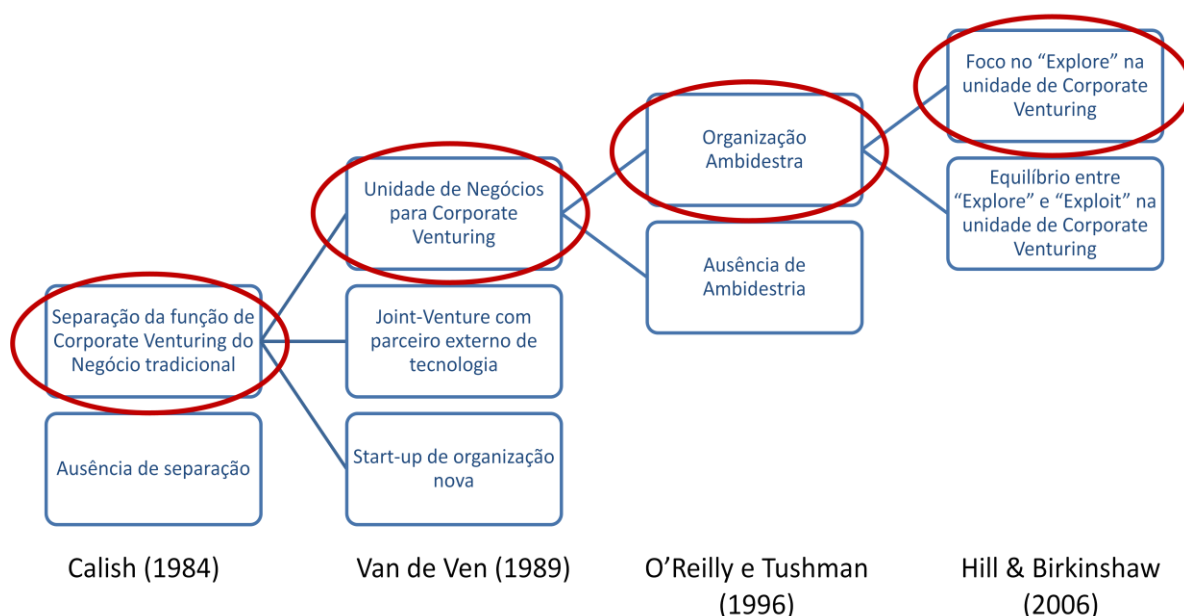 Separação da função de
Corporate Venturing do
Negócio tradicional
Ausência de separação
Calish (1984)
Unidade de Negócios
para Corporate
Venturing
Joint-Venture com
parceiro externo de
tecnologia
Start-up de organização
nova
Van de Ven (1989)
Organização
Ambidestra
Ausência de
Ambidestria
O’Reilly e Tushman
(1996)
Foco no “Explore” na
unidade de Corporate
Venturing
Equilíbrio entre
“Explore” e “Exploit” na
unidade de Corporate
Venturing
Hill & Birkinshaw
(2006)